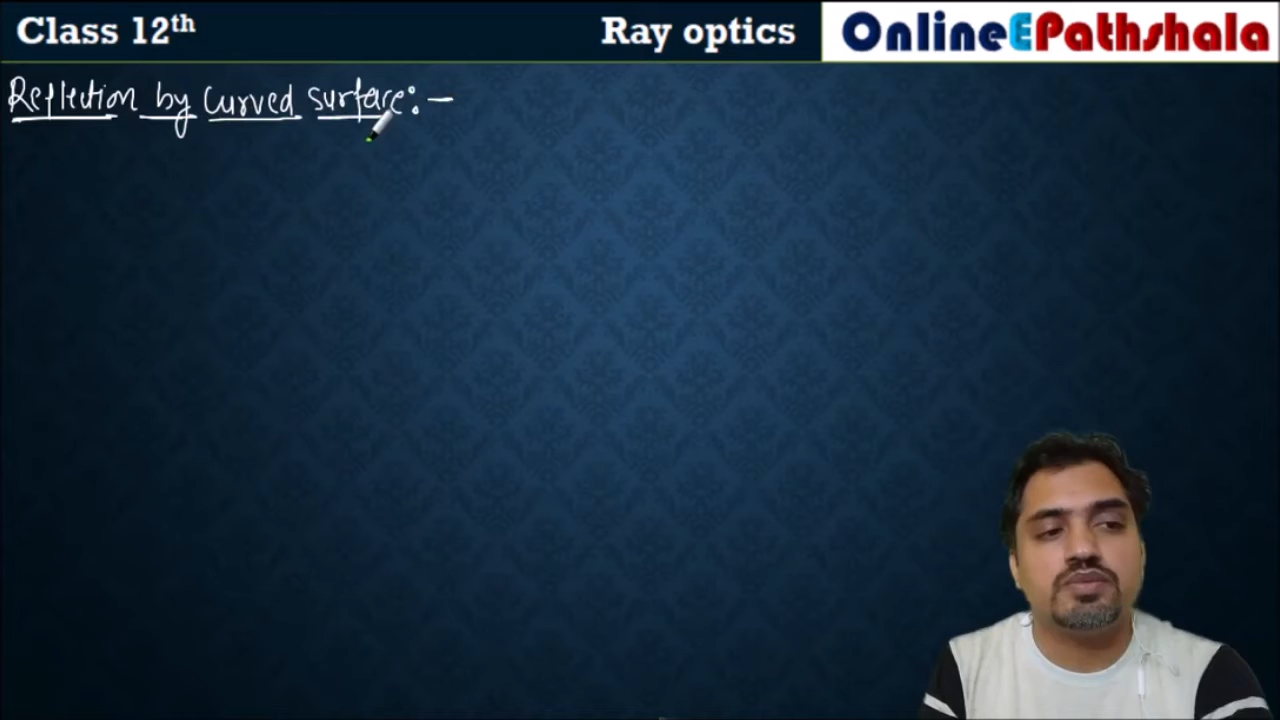 Class 12th
Ray optics
OnlineEPathshala
Reflection by curved surface:-